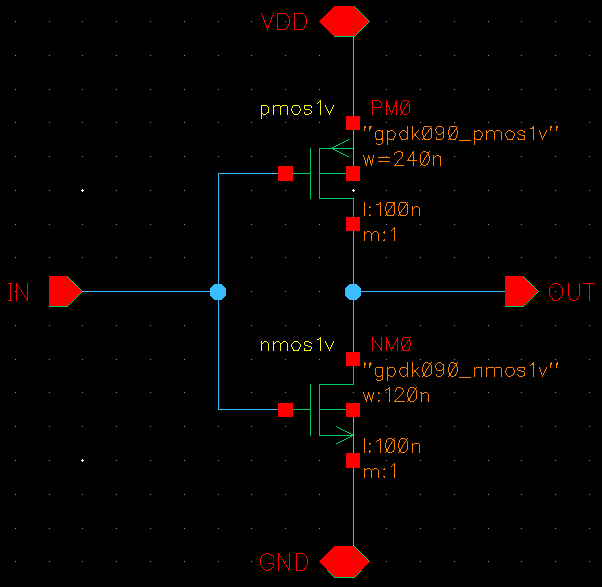 VDD
pmos1v PM0
"gpdk090_pmos1v"
w=240n
l:100n
m:1
IN
OUT
nmos1v NM0
"gpdk090_nmos1v"
w:120n
l:100n
m:1
GND